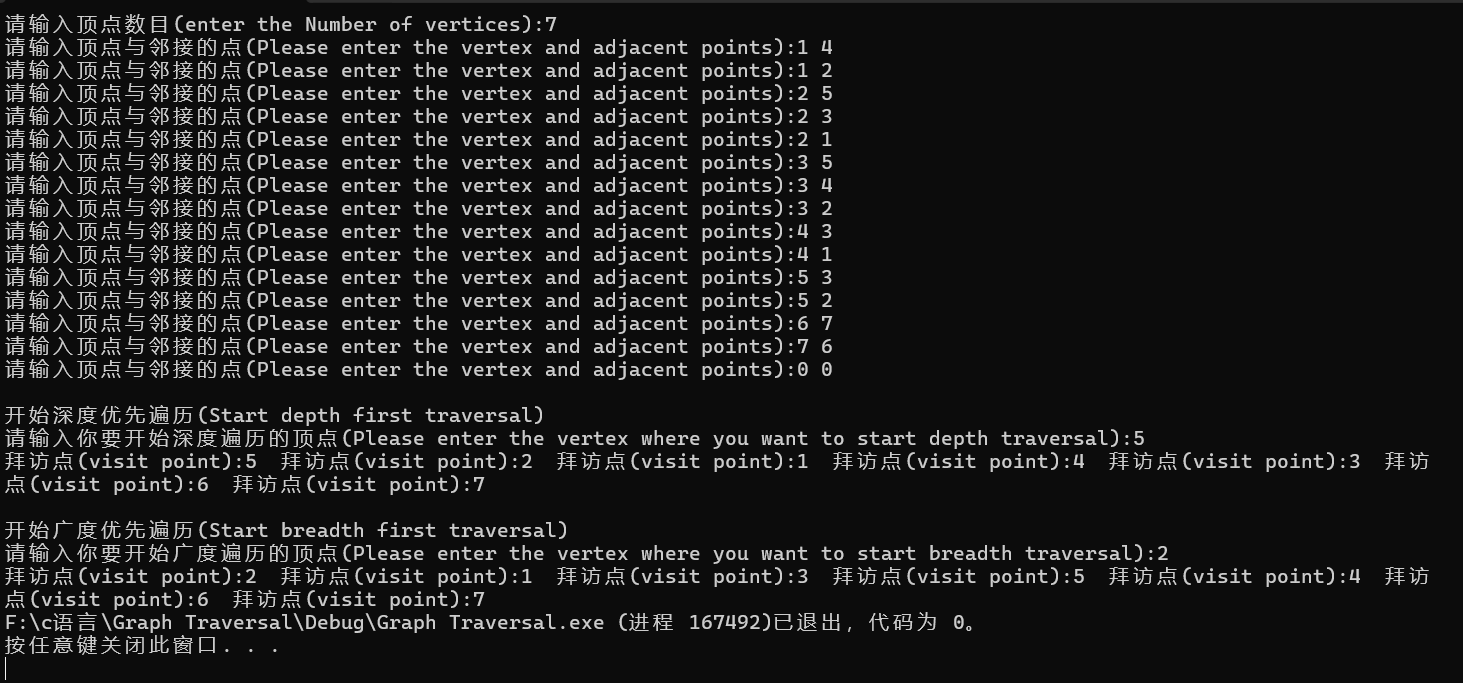 请输入顶点数目(enter the Number of vertices):7
请输入顶点与邻接的点(Please enter the vertex and adjacent points):1 4
请输入顶点与邻接的点(Please enter the vertex and adjacent points):1 2
请输入顶点与邻接的点(Please enter the vertex and adjacent points):2 5
请输入顶点与邻接的点(Please enter the vertex and adjacent points):2 3
请输入顶点与邻接的点(Please enter the vertex and adjacent points):2 1
请输入顶点与邻接的点(Please enter the vertex and adjacent points):3 5
请输入顶点与邻接的点(Please enter the vertex and adjacent points):3 4
请输入顶点与邻接的点(Please enter the vertex and adjacent points):3 2
请输入顶点与邻接的点(Please enter the vertex and adjacent points):4 3
请输入顶点与邻接的点(Please enter the vertex and adjacent points):4 1
请输入顶点与邻接的点(Please enter the vertex and adjacent points):5 3
请输入顶点与邻接的点(Please enter the vertex and adjacent points):5 2
请输入顶点与邻接的点(Please enter the vertex and adjacent points):6 7
请输入顶点与邻接的点(Please enter the vertex and adjacent points):7 6
请输入顶点与邻接的点(Please enter the vertex and adjacent points):0 0
开始深度优先遍历(Start depth first traversal)
请输入你要开始深度遍历的顶点(Please enter the vertex where you want to start depth traversal):5
拜访点(visit point):5  拜访点(visit point):2  拜访点(visit point):1  拜访点(visit point):4  拜访点(visit point):3  拜访
点(visit point):6  拜访点(visit point):7
开始广度优先遍历(Start breadth first traversal)
请输入你要开始广度遍历的顶点(Please enter the vertex where you want to start breadth traversal):2
拜访点(visit point):2  拜访点(visit point):1  拜访点(visit point):3  拜访点(visit point):5  拜访点(visit point):4  拜访
点(visit point):6  拜访点(visit point):7
F:\c语言\Graph Traversal\Debug\Graph Traversal.exe (进程 167492)已退出，代码为 0。
按任意键关闭此窗口. . .